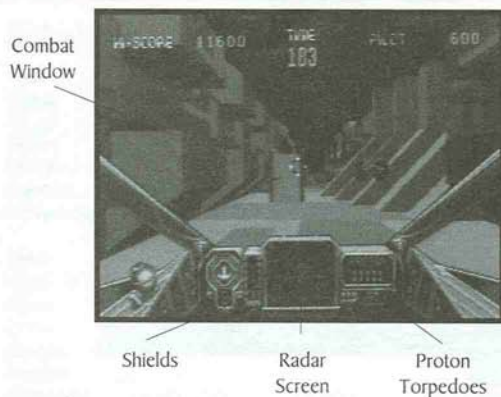 HI-SCORE 11600 TIME PILOT 600
183
Combat
Window
Shields
Radar
Screen
Proton
Torpedoes